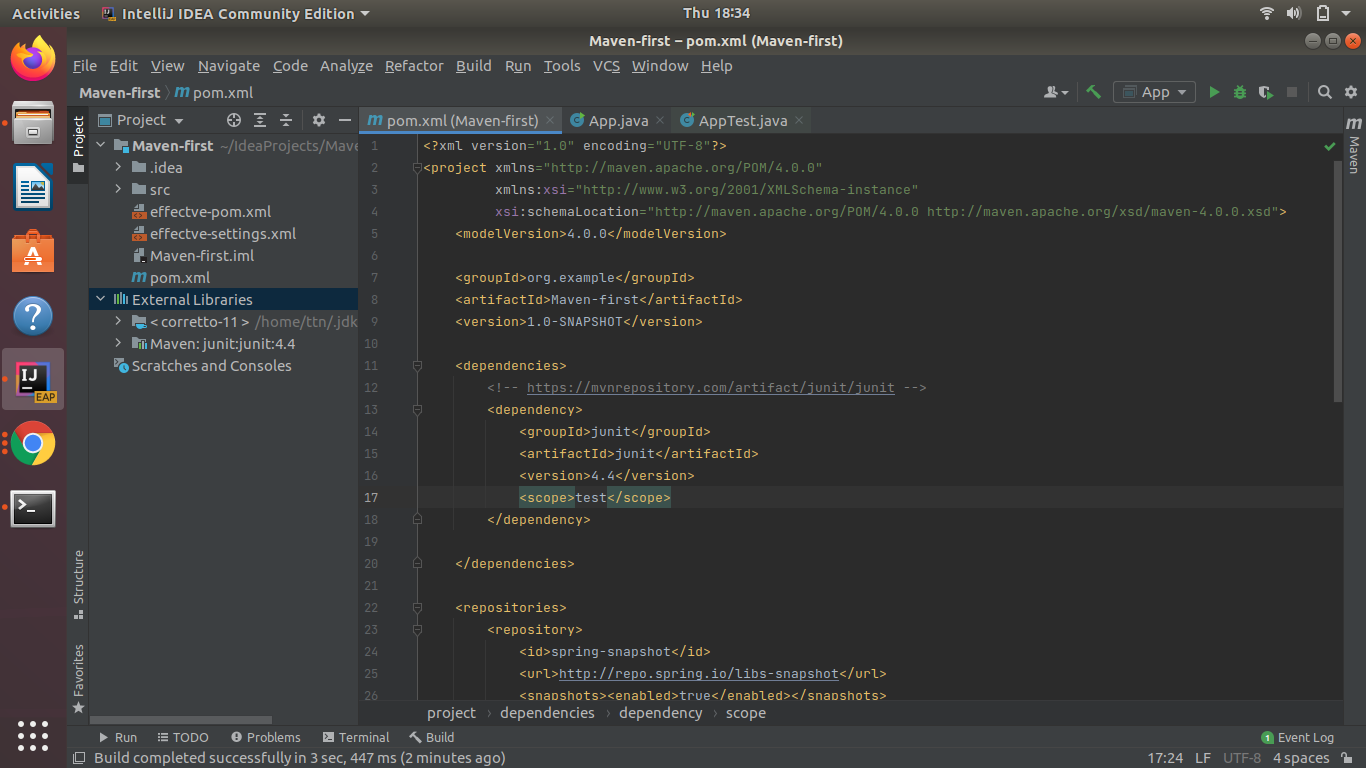 Activities
IntelliJ IDEA Community Edition
Thu 18:34
Maven-first – pom.xml (Maven-first)
File Edit View Navigate Code Analyze Refactor Build Run Tools VCS Window Help
Maven-first
pom.xml
App
Project
Project
pom.xml (Maven-first)
App.java
AppTest.java
Maven
Maven-first ~/IdeaProjects/Mave
.idea
src
effectve-pom.xml
effectve-settings.xml
Maven-first.iml
pom.xml
External Libraries
< corretto-11 > /home/ttn/.jdk
Maven: junit:junit:4.4
Scratches and Consoles
1 <?xml version="1.0" encoding="UTF-8"?>
2 <project xmlns="http://maven.apache.org/POM/4.0.0"
3 xmlns:xsi="http://www.w3.org/2001/XMLSchema-instance"
4 xsi:schemaLocation="http://maven.apache.org/POM/4.0.0 http://maven.apache.org/xsd/maven-4.0.0.xsd">
5 <modelVersion>4.0.0</modelVersion>
6
7 <groupId>org.example</groupId>
8 <artifactId>Maven-first</artifactId>
9 <version>1.0-SNAPSHOT</version>
10
11 <dependencies>
12 <!-- https://mvnrepository.com/artifact/junit/junit -->
13 <dependency>
14 <groupId>junit</groupId>
15 <artifactId>junit</artifactId>
16 <version>4.4</version>
17 <scope>test</scope>
18 </dependency>
19
20 </dependencies>
21
22 <repositories>
23 <repository>
24 <id>spring-snapshot</id>
25 <url>http://repo.spring.io/libs-snapshot</url>
26 <snapshots><enabled>true</enabled></snapshots>
Structure
Favorites
IJ
EAP
project › dependencies › dependency › scope
Run
TODO
Problems
Terminal
Build
1 Event Log
Build completed successfully in 3 sec, 447 ms (2 minutes ago)
17:24 LF UTF-8 4 spaces